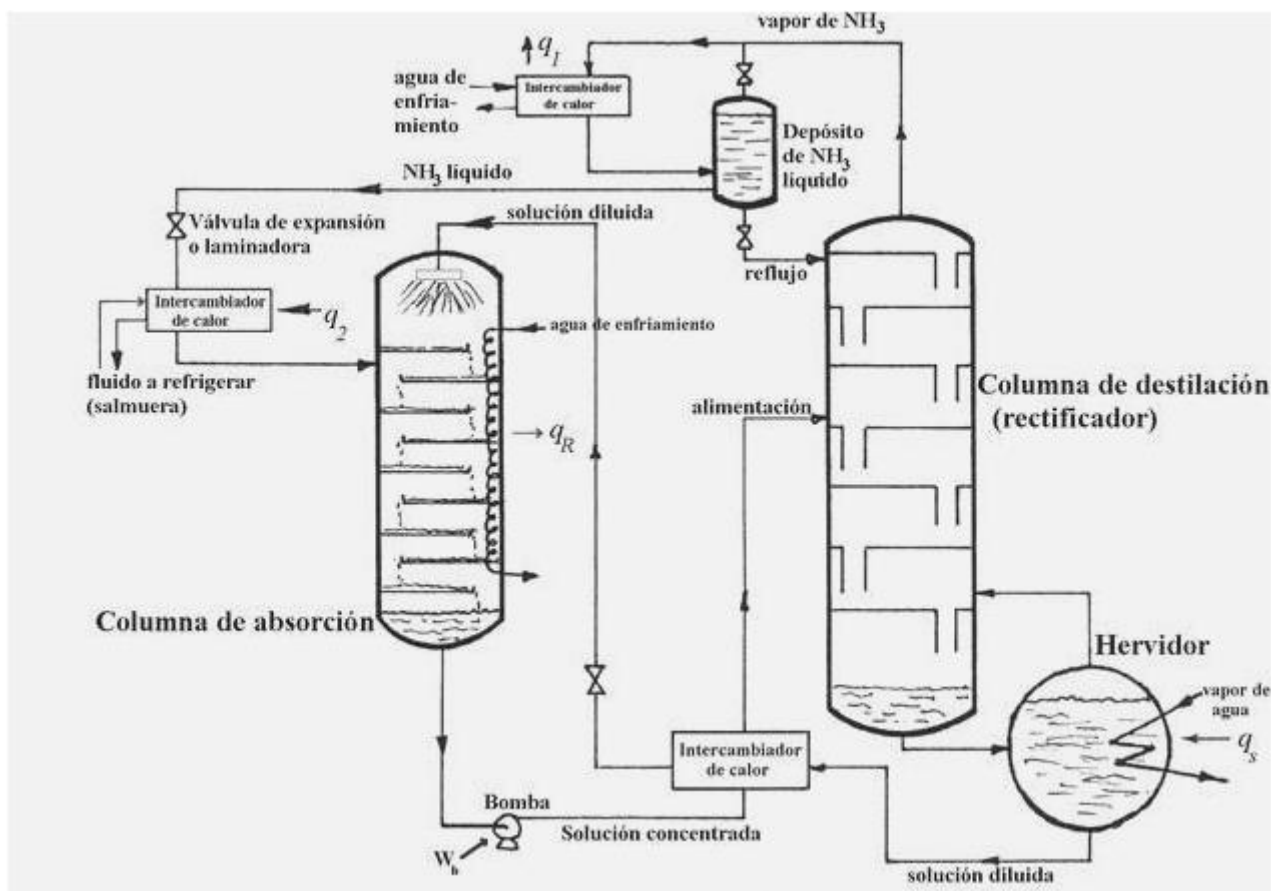 vapor de NH3
q1
agua de
enfria-
miento
Intercambiador
de calor
Depósito
de NH3
líquido
NH3 líquido
Válvula de expansión
o laminadora
solución diluida
reflujo
Intercambiador
de calor
q2
agua de enfriamiento
fluido a refrigerar
(salmuera)
qR
alimentación
Columna de destilación
(rectificador)
Columna de absorción
Hervidor
vapor de
agua
qs
Intercambiador
de calor
Bomba
Solución concentrada
Wb
solución diluida